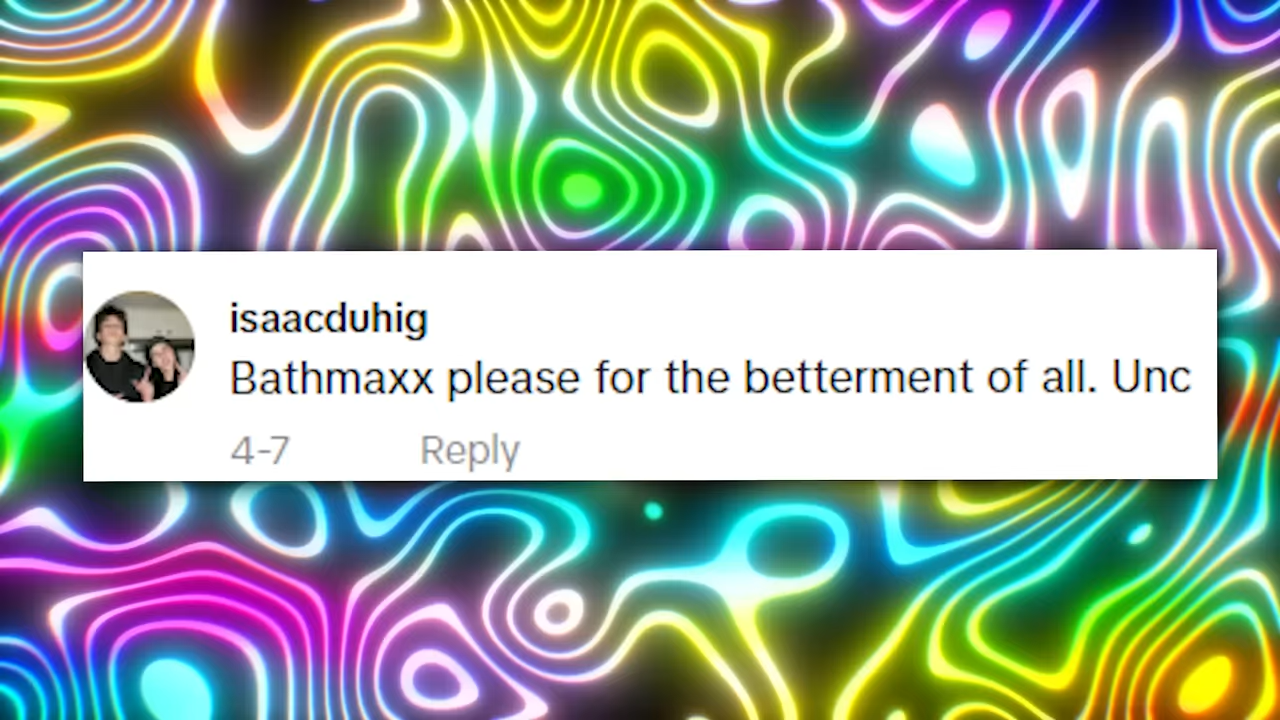 isaacduhig
Bathmaxx please for the betterment of all. Unc
4-7 Reply